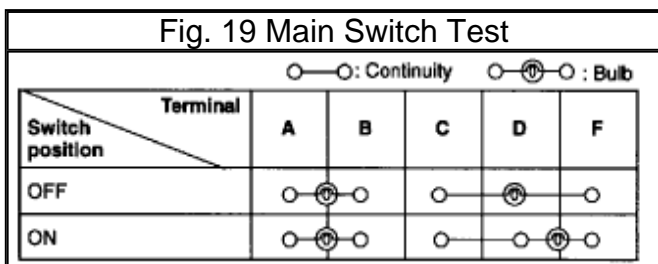 Fig. 19 Main Switch Test
: Continuity : Bulb
Terminal
Switch position
A B C D F
OFF
ON